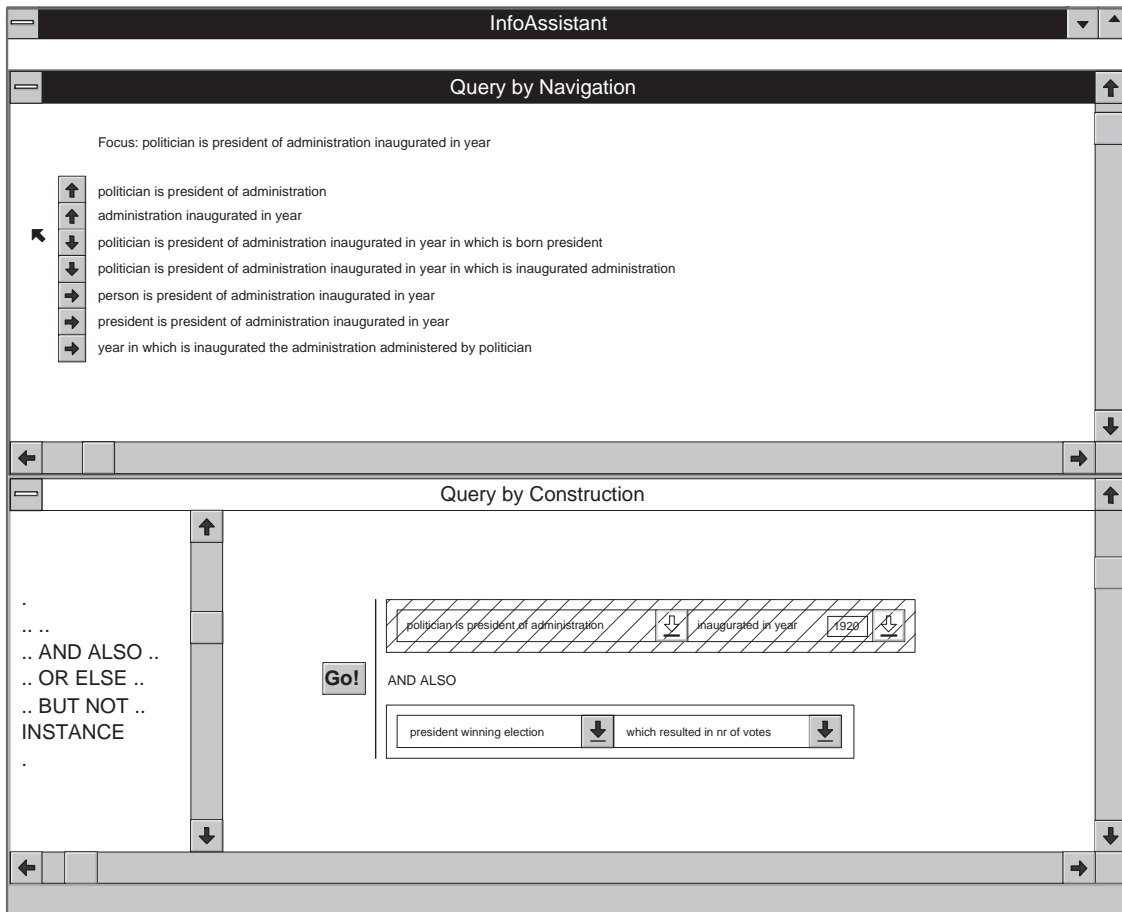 InfoAssistant
Query by Navigation
Focus: politician is president of administration inaugurated in year
politician is president of administration
administration inaugurated in year
politician is president of administration inaugurated in year in which is born president
politician is president of administration inaugurated in year in which is inaugurated administration
person is president of administration inaugurated in year
president is president of administration inaugurated in year
year in which is inaugurated the administration administered by politician
Query by Construction
.
.. ..
.. AND ALSO ..
.. OR ELSE ..
.. BUT NOT ..
INSTANCE
.
politician is president of administration inaugurated in year 1920
Go!
AND ALSO
president winning election which resulted in nr of votes